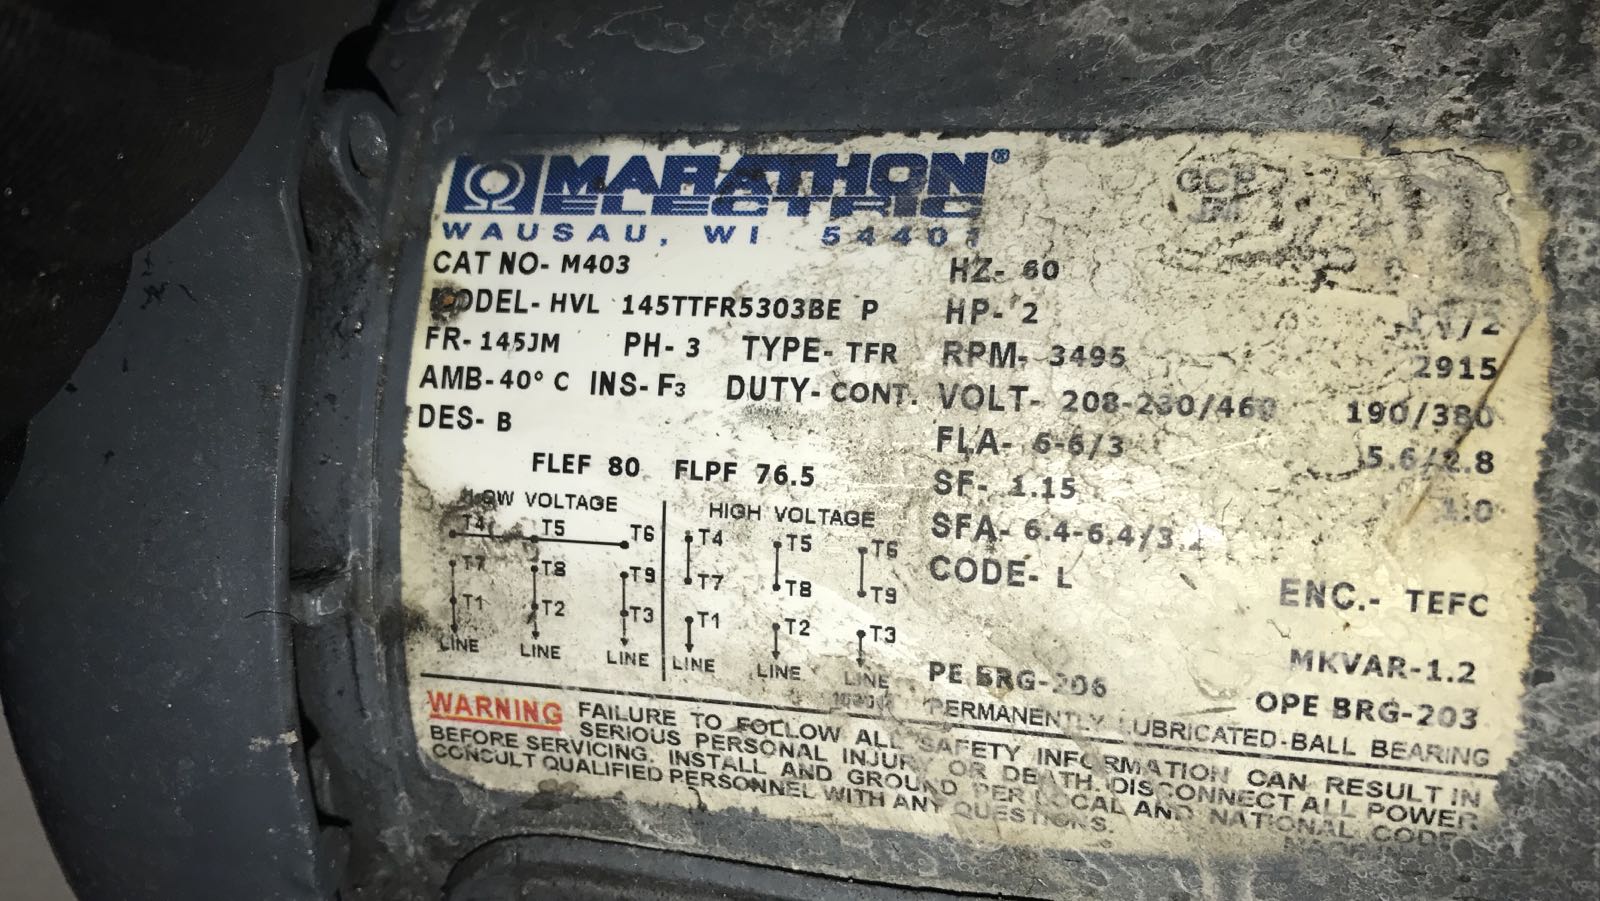 MARATHON®
ELECTRIC
WAUSAU, WI 54401
CAT NO- M403 HZ- 60
MODEL- HVL 145TTFR5303BE P HP- 2
FR- 145JM PH- 3 TYPE- TFR RPM- 3495 2915
AMB- 40° C INS- F3 DUTY- CONT. VOLT- 208-230/460 190/380
DES- B FLA- 6-6/3 5.6/2.8
FLEF 80 FLPF 76.5 SF- 1.15 1.0
LOW VOLTAGE HIGH VOLTAGE SFA- 6.4-6.4/3.2
T4 T5 T6 T4 T5 T6
T7 T8 T9 T7 T8 T9 CODE- L ENC.- TEFC
T1 T2 T3 T1 T2 T3 MKVAR-1.2
LINE LINE LINE LINE LINE LINE PE BRG-206 OPE BRG-203
PERMANENTLY LUBRICATED-BALL BEARING
WARNING FAILURE TO FOLLOW ALL SAFETY INFORMATION CAN RESULT IN
SERIOUS PERSONAL INJURY OR DEATH. DISCONNECT ALL POWER
BEFORE SERVICING. INSTALL AND GROUND PER LOCAL AND NATIONAL CODE
CONCULT QUALIFIED PERSONNEL WITH ANY QUESTIONS.